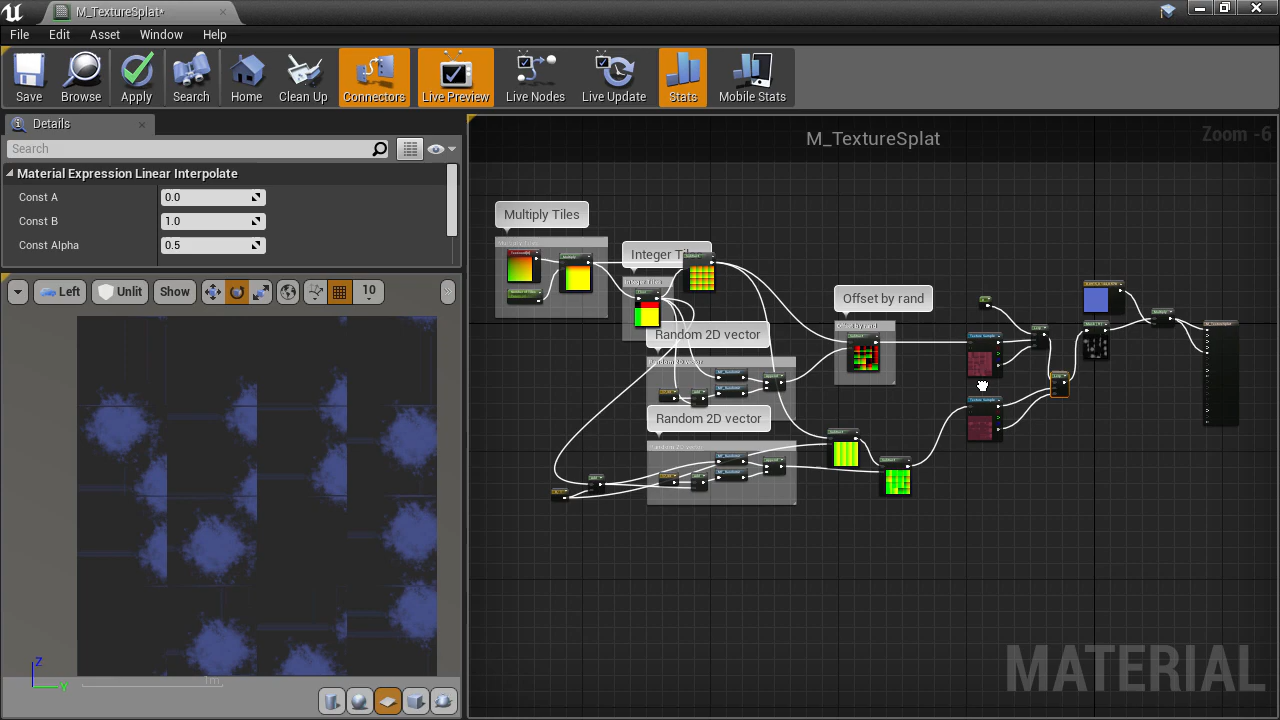 M_TextureSplat*
File Edit Asset Window Help
Save Browse Apply Search Home Clean Up Connectors Live Preview Live Nodes Live Update Stats Mobile Stats
Details
Search
Material Expression Linear Interpolate
Const A 0.0
Const B 1.0
Const Alpha 0.5
Left Unlit Show 10
Z
Y
1m
M_TextureSplat
Zoom -6
Multiply Tiles
Integer
Offset by rand
Random 2D vector
Random 2D vector
MATERIAL